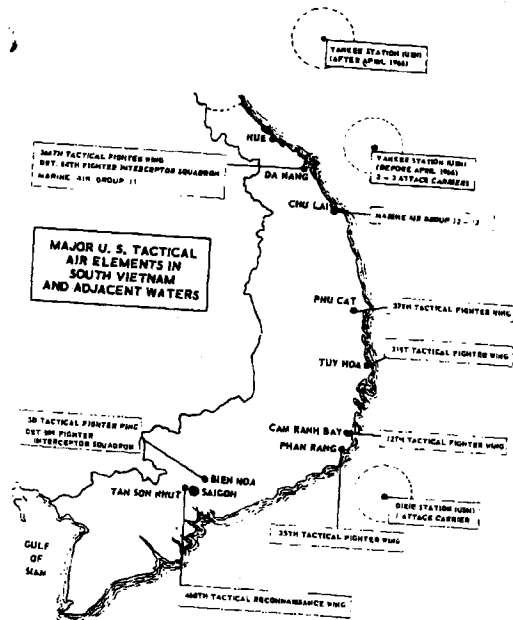 YANKEE STATION (USN)
(AFTER APRIL 1966)
HUE
366TH TACTICAL FIGHTER WING
DET. 64TH FIGHTER INTERCEPTOR SQUADRON
MARINE AIR GROUP 11
DA NANG
YANKEE STATION (USN)
(BEFORE APRIL 1966)
2 - 3 ATTACK CARRIERS
CHU LAI
MARINE AIR GROUP 12 - 13
MAJOR U. S. TACTICAL
AIR ELEMENTS IN
SOUTH VIETNAM
AND ADJACENT WATERS
PHU CAT
37TH TACTICAL FIGHTER WING
TUY HOA
31ST TACTICAL FIGHTER WING
3D TACTICAL FIGHTER WING
DET FIGHTER
INTERCEPTOR SQUADRON
CAM RANH BAY
12TH TACTICAL FIGHTER WING
PHAN RANG
BIEN HOA
TAN SON NHUT
SAIGON
DIXIE STATION (USN)
1 ATTACK CARRIER
35TH TACTICAL FIGHTER WING
GULF
OF
SIAM
460TH TACTICAL RECONNAISSANCE WING